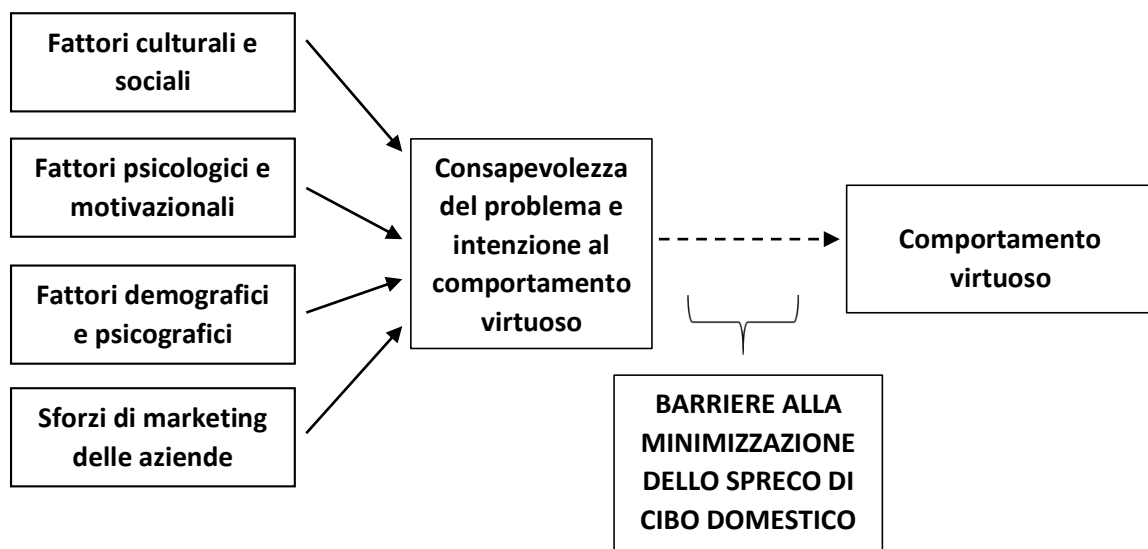 Fattori culturali e
sociali
Fattori psicologici e
motivazionali
Fattori demografici
e psicografici
Sforzi di marketing
delle aziende
Consapevolezza
del problema e
intenzione al
comportamento
virtuoso
Comportamento
virtuoso
BARRIERE ALLA
MINIMIZZAZIONE
DELLO SPRECO DI
CIBO DOMESTICO